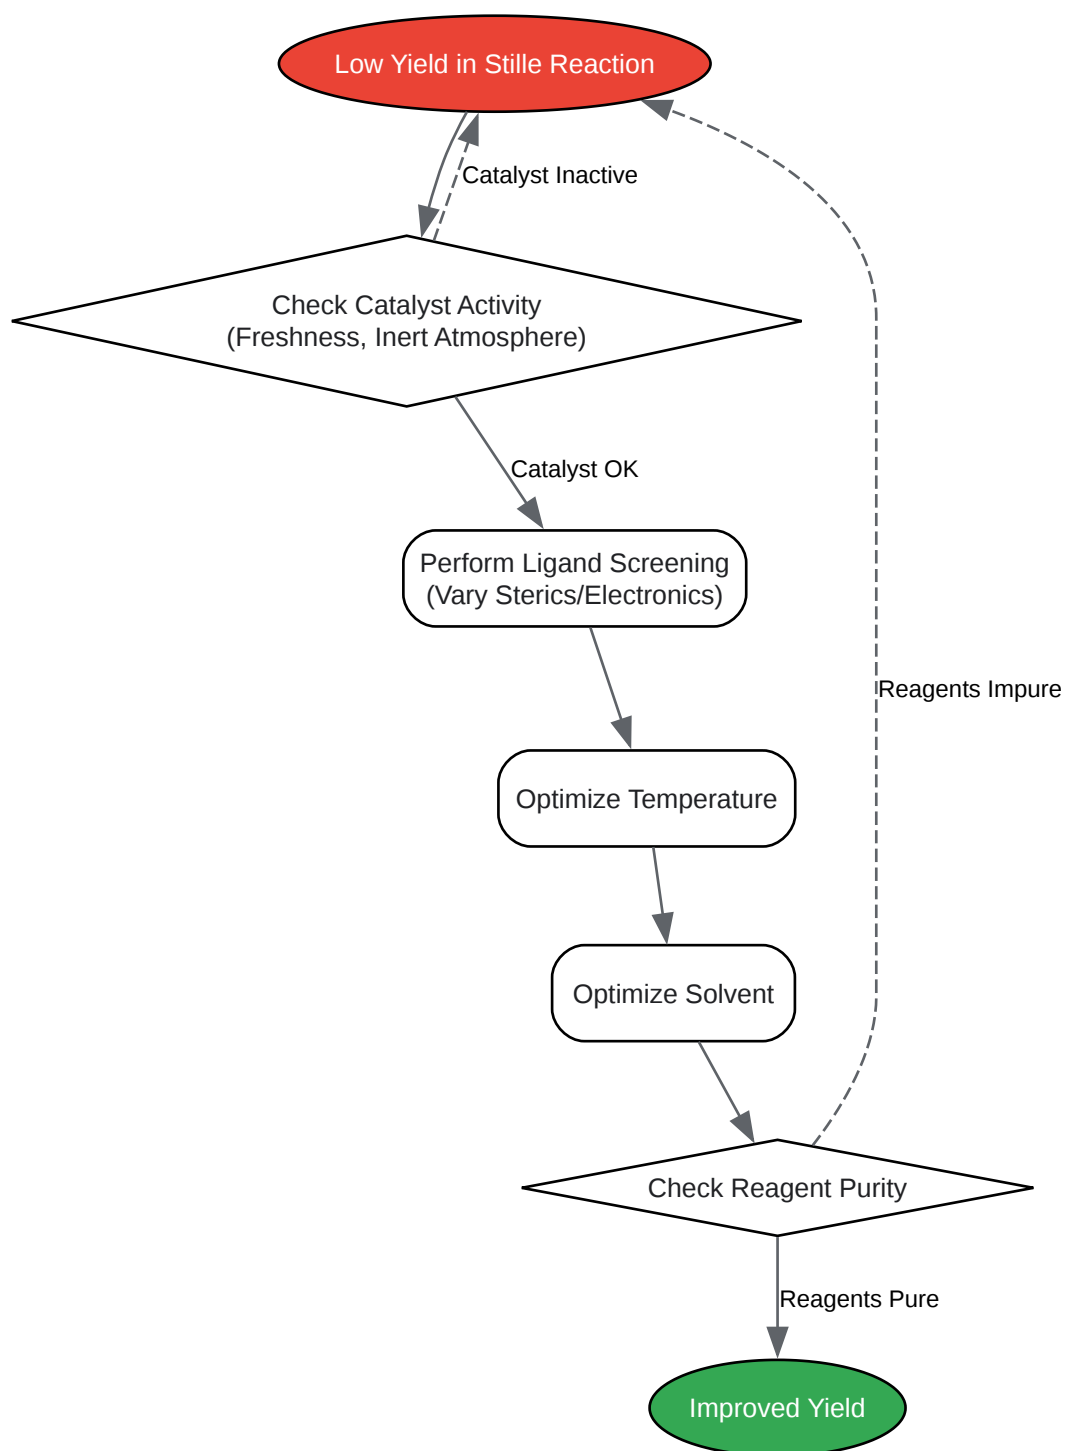 Low Yield in Stille Reaction
Catalyst Inactive
Check Catalyst Activity
(Freshness, Inert Atmosphere)
Catalyst OK
Perform Ligand Screening
(Vary Sterics/Electronics)
Reagents Impure
Optimize Temperature
Optimize Solvent
Check Reagent Purity
Reagents Pure
Improved Yield